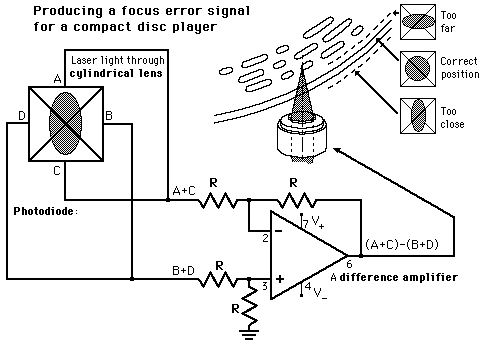 Producing a focus error signal
for a compact disc player
Too
far
Correct
position
Too
close
Laser light through
cylindrical lens
A
D
B
C
Photodiode:
A+C
R
R
7 V+
2
-
(A+C)-(B+D)
6
A difference amplifier
B+D
R
3
+
4 V-
R